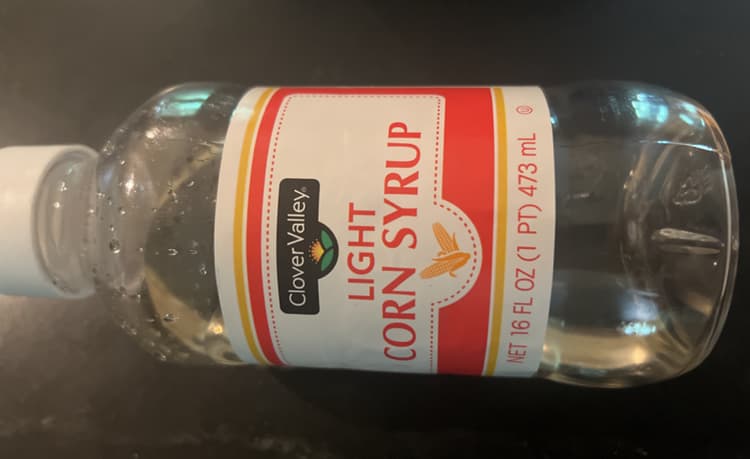 Clover Valley®
LIGHT
CORN SYRUP
NET 16 FL OZ (1 PT) 473 mL Ⓤ